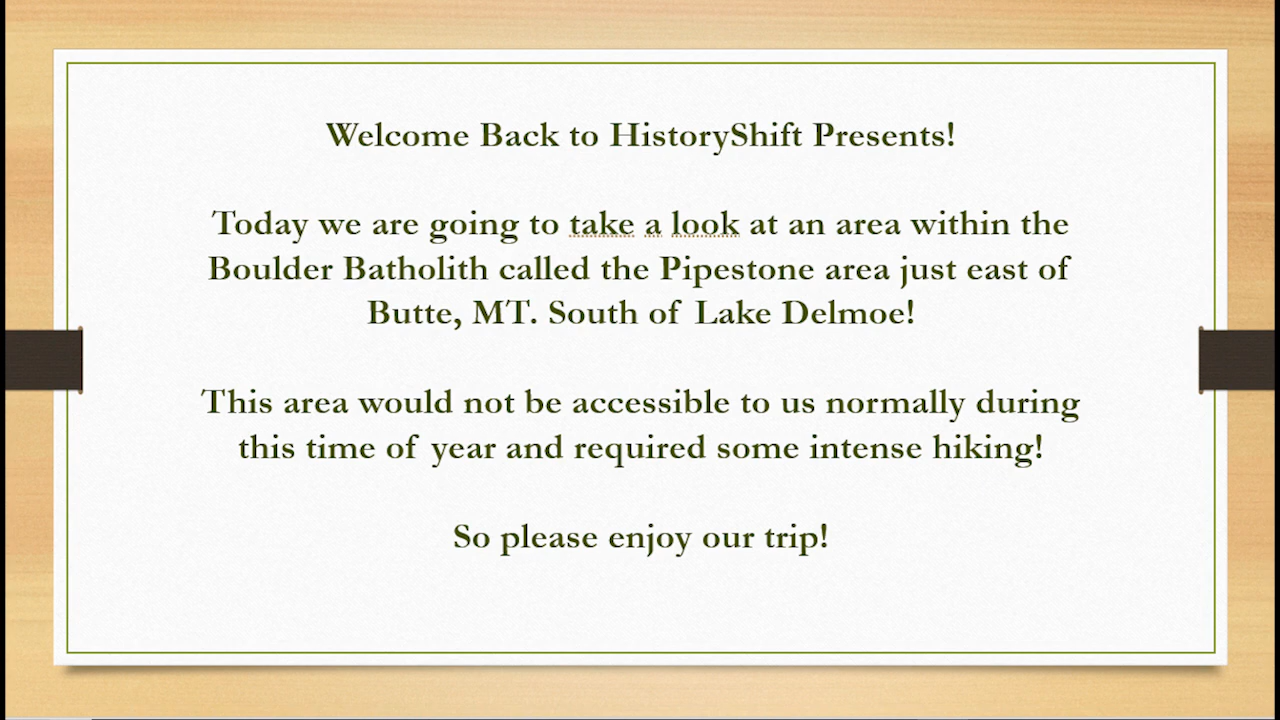 Welcome Back to HistoryShift Presents!
Today we are going to take a look at an area within the
Boulder Batholith called the Pipestone area just east of
Butte, MT. South of Lake Delmoe!
This area would not be accessible to us normally during
this time of year and required some intense hiking!
So please enjoy our trip!